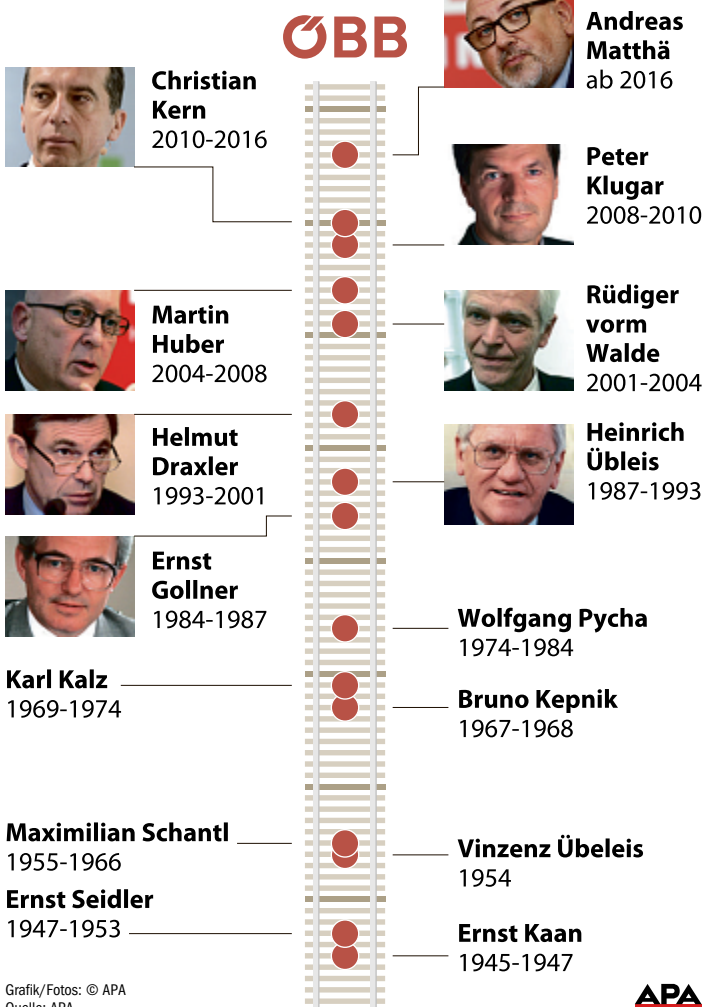 ÖBB
Andreas
Matthä
ab 2016
Christian
Kern
2010-2016
Peter
Klugar
2008-2010
Martin
Huber
2004-2008
Rüdiger
vorm
Walde
2001-2004
Helmut
Draxler
1993-2001
Heinrich
Übleis
1987-1993
Ernst
Gollner
1984-1987
Wolfgang Pycha
1974-1984
Karl Kalz
1969-1974
Bruno Kepnik
1967-1968
Maximilian Schantl
1955-1966
Vinzenz Übeleis
1954
Ernst Seidler
1947-1953
Ernst Kaan
1945-1947
Grafik/Fotos: © APA
Quelle: APA
APA